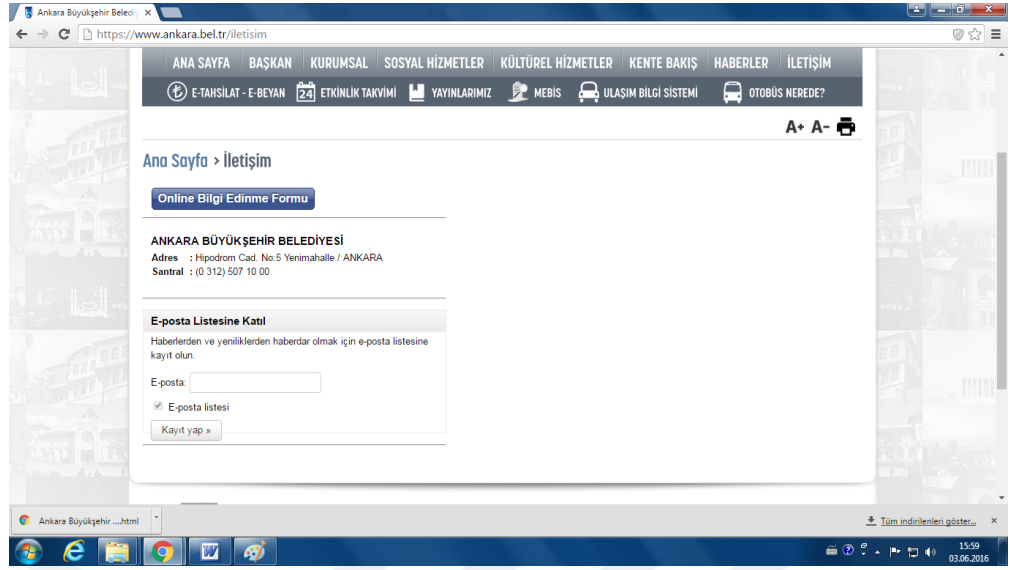 Ankara Büyükşehir Beledi
https://www.ankara.bel.tr/iletisim
ANA SAYFA BAŞKAN KURUMSAL SOSYAL HİZMETLER KÜLTÜREL HİZMETLER KENTE BAKIŞ HABERLER İLETİŞİM
E-TAHSİLAT - E-BEYAN 24 ETKİNLİK TAKVİMİ YAYINLARIMIZ MEBİS ULAŞIM BİLGİ SİSTEMİ OTOBÜS NEREDE?
A+ A-
Ana Sayfa > İletişim
Online Bilgi Edinme Formu
ANKARA BÜYÜKŞEHİR BELEDİYESİ
Adres : Hipodrom Cad. No:5 Yenimahalle / ANKARA
Santral : (0 312) 507 10 00
E-posta Listesine Katıl
Haberlerden ve yeniliklerden haberdar olmak için e-posta listesine
kayıt olun.
E-posta:
E-posta listesi
Kayıt yap »
Ankara Büyükşehir ....html
Tüm indirilenleri göster...
15:59
03.06.2016